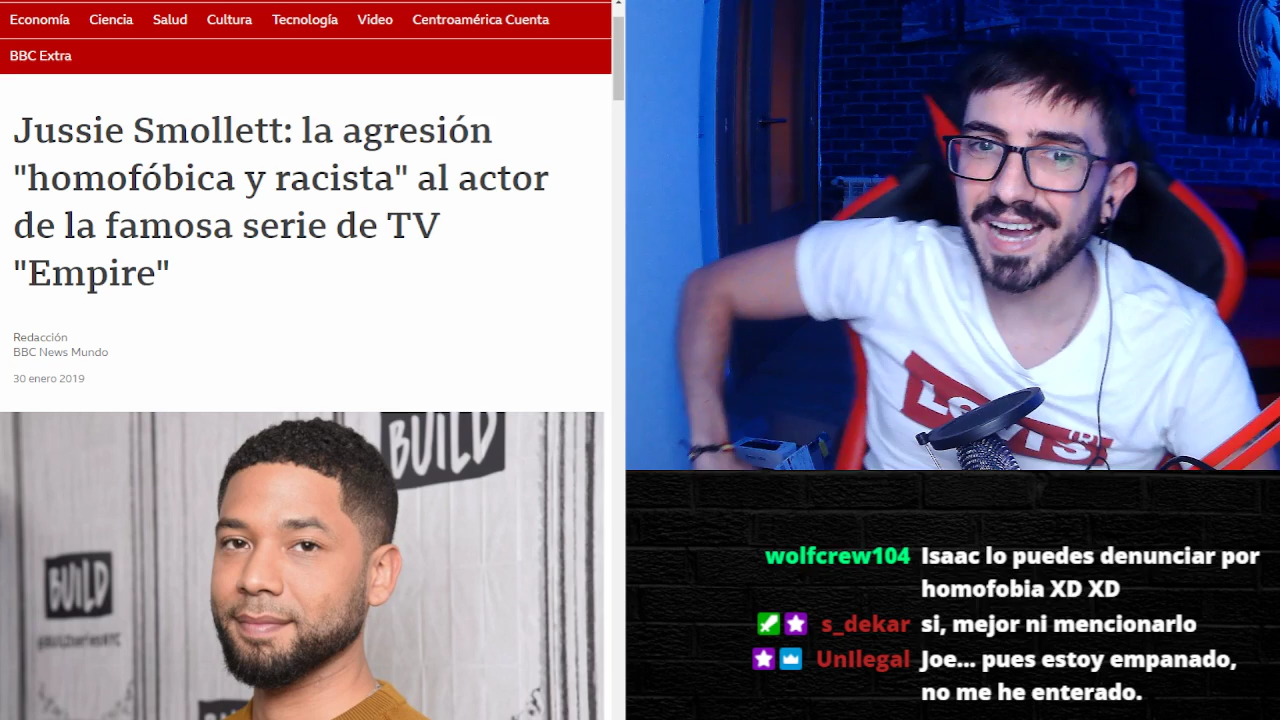 Economía Ciencia Salud Cultura Tecnología Video Centroamérica Cuenta
BBC Extra
Jussie Smollett: la agresión
"homofóbica y racista" al actor
de la famosa serie de TV
"Empire"
Redacción
BBC News Mundo
30 enero 2019
BUILD
BUILD
wolfcrew104 Isaac lo puedes denunciar por
homofobia XD XD
s_dekar si, mejor ni mencionarlo
UnIlegal Joe... pues estoy empanado,
no me he enterado.